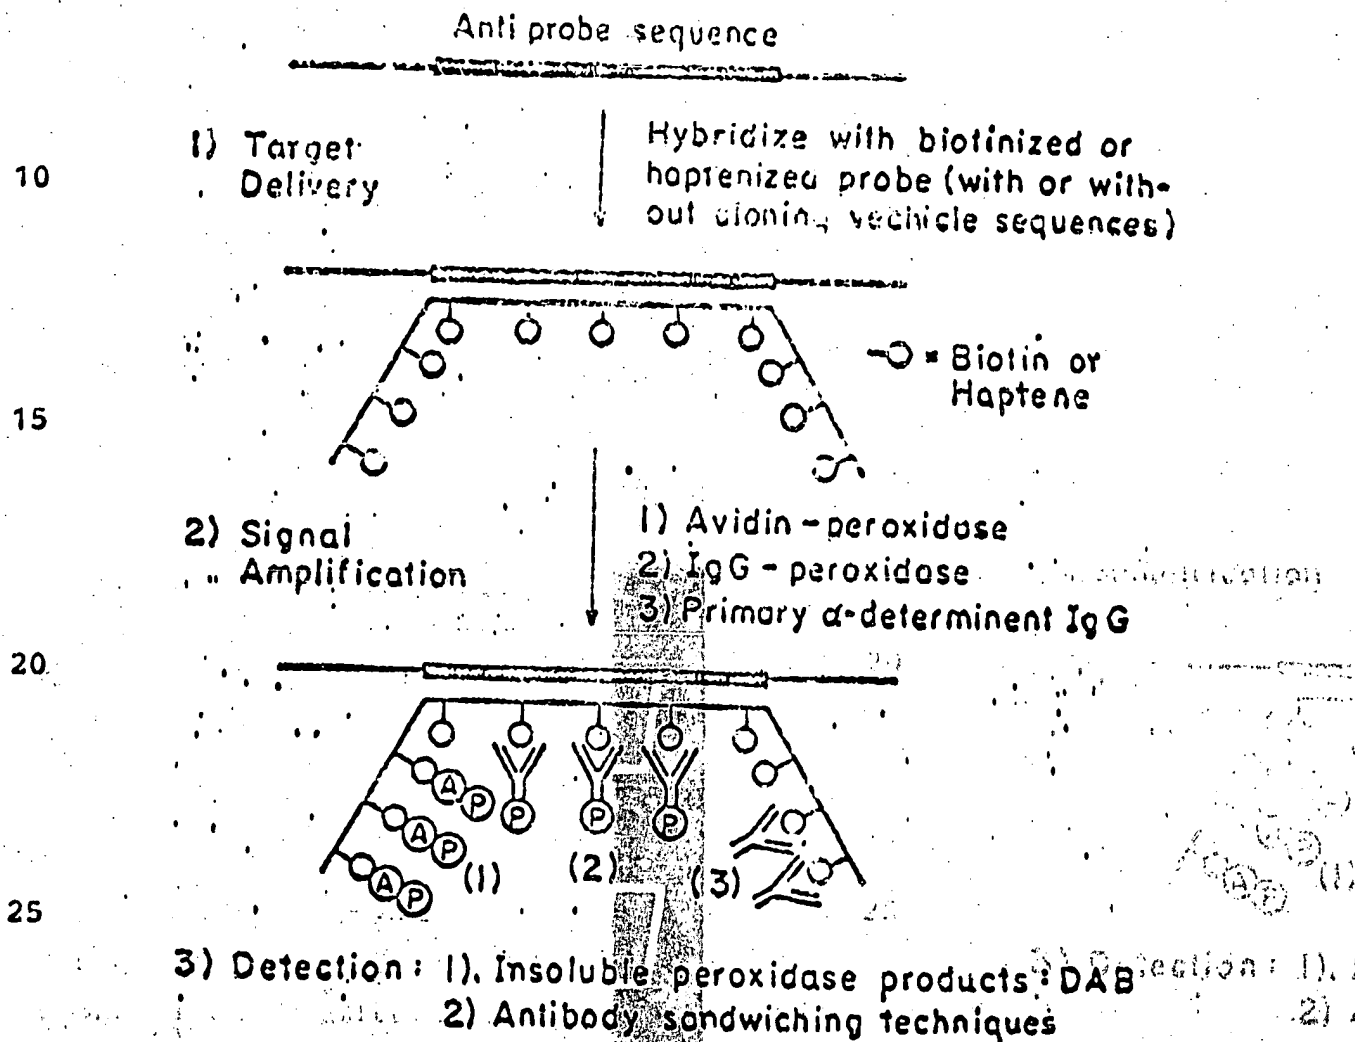 Anti probe sequence
1) Target
Delivery
Hybridize with biotinized or
haptenized probe (with or with-
out cloning vechicle sequences)
10
= Biotin or
Haptene
15
2) Signal
Amplification
1) Avidin-peroxidase
2) IgG-peroxidase
3) Primary α-determinent IgG
20
A P
A P
A P
(1)
P
P
P
(2)
(3)
25
3) Detection: 1). Insoluble peroxidase products: DAB
2) Antibody sandwiching techniques